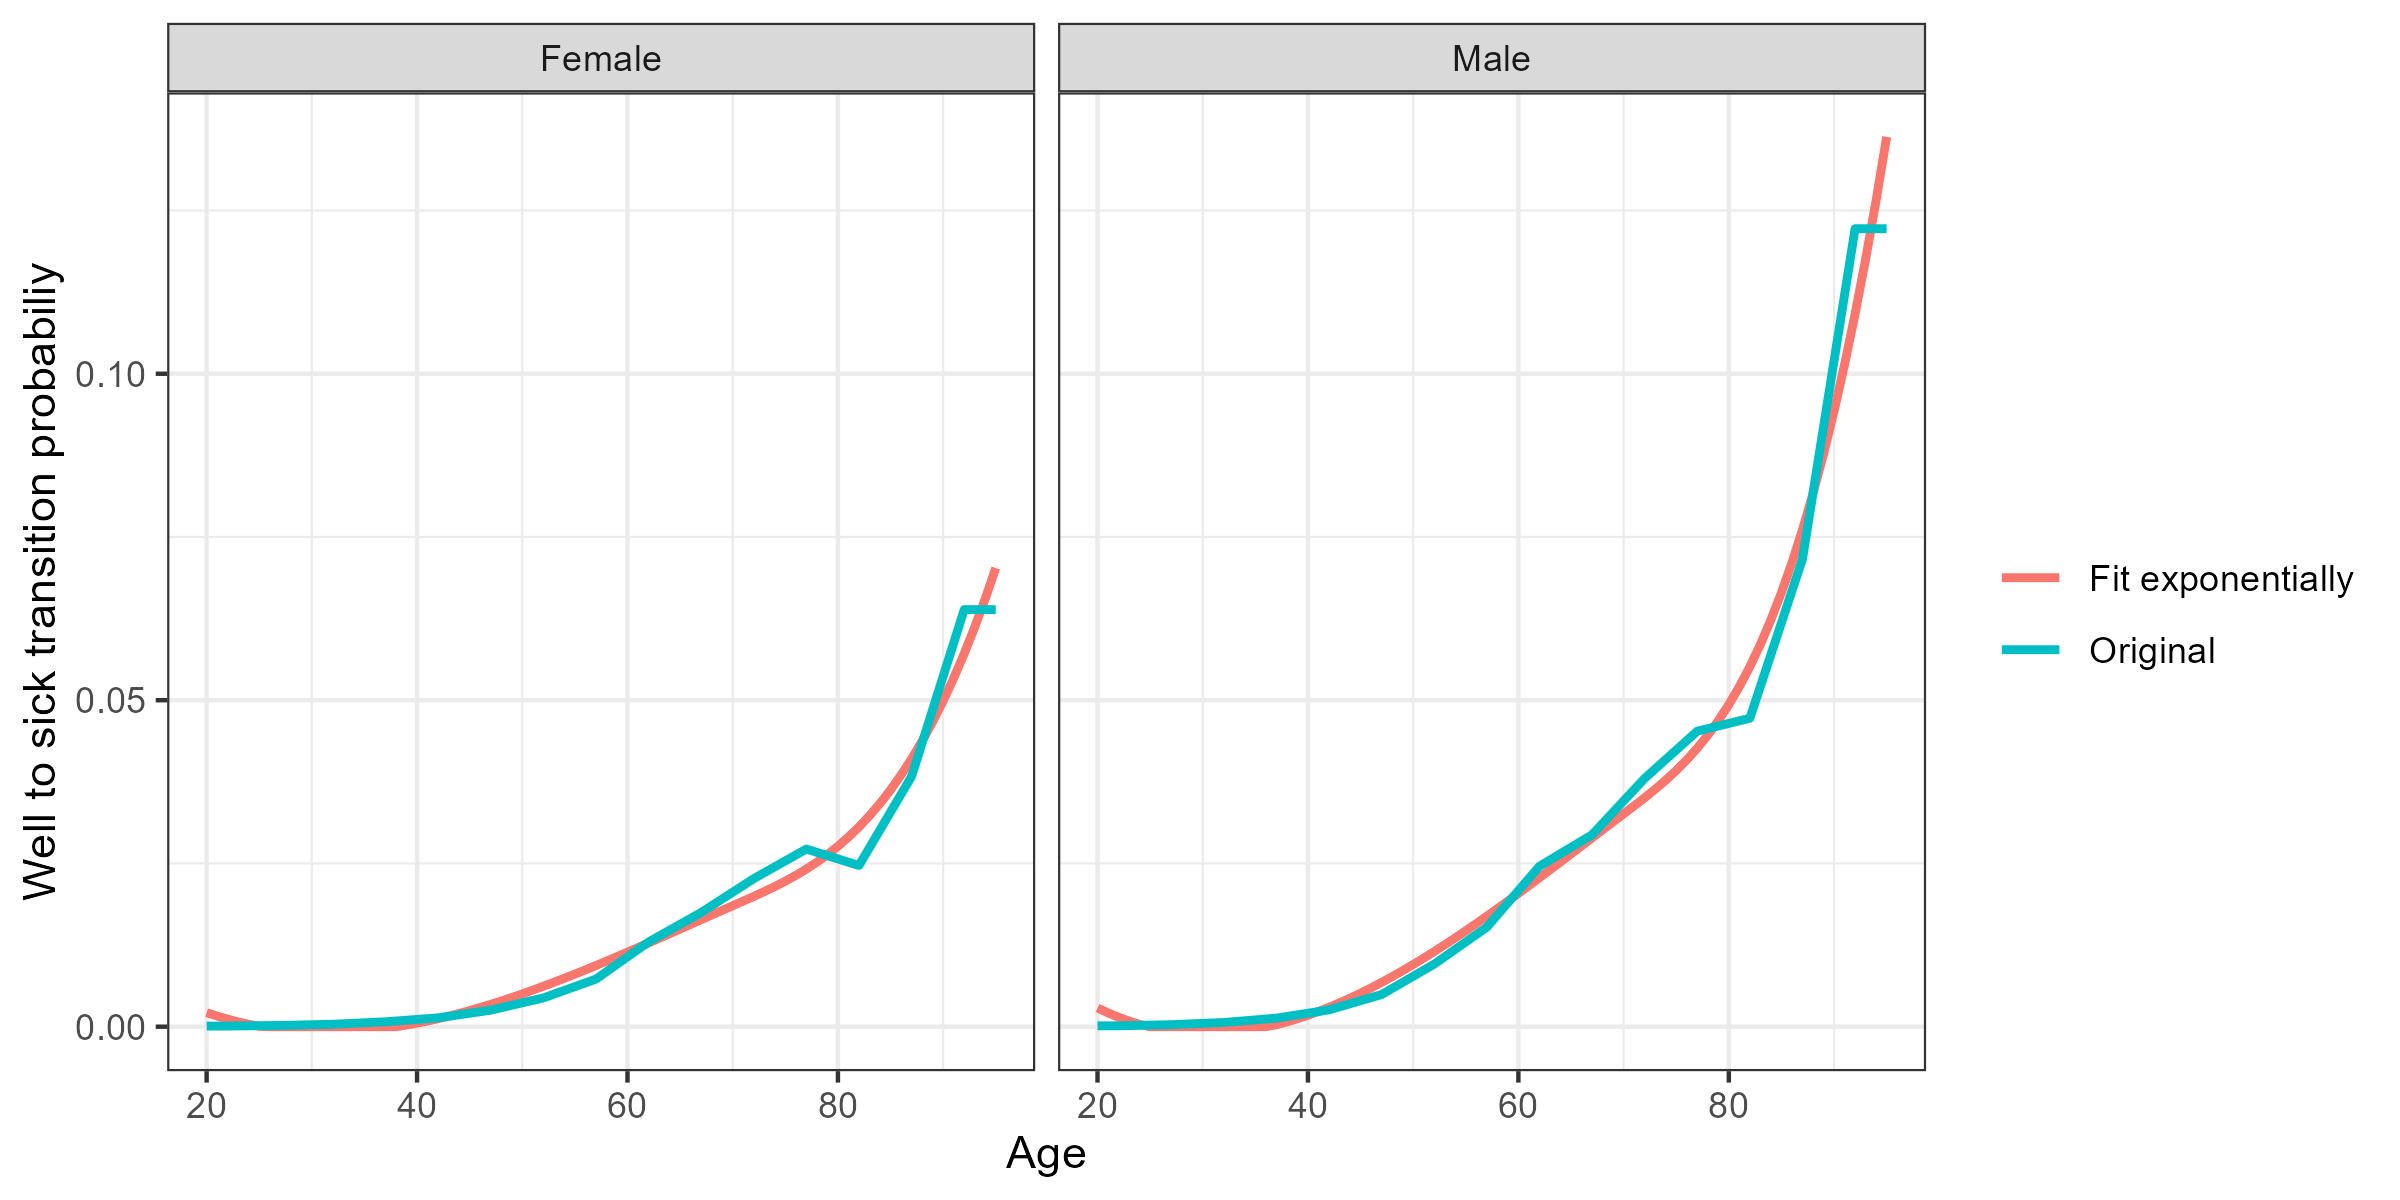 Female
Male
Well to sick transition probabiliy
0.10
0.05
0.00
20 40 60 80
20 40 60 80
Age
Fit exponentially
Original